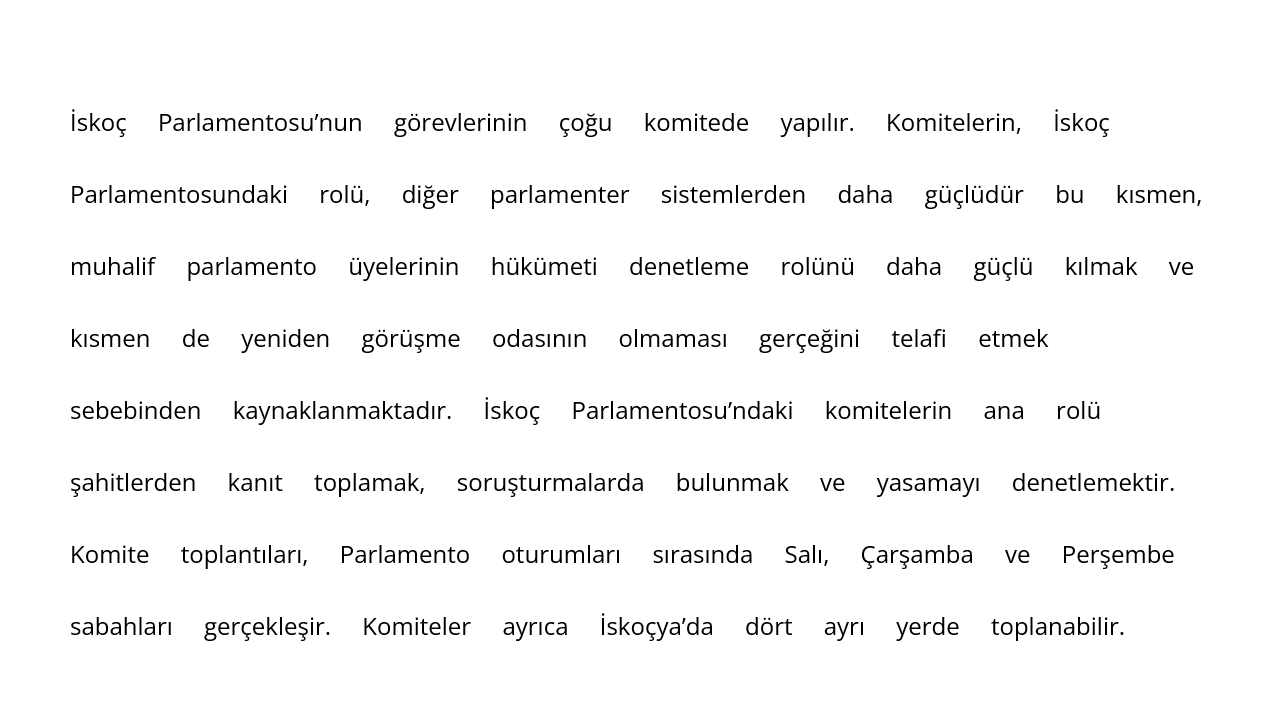 İskoç Parlamentosu’nun görevlerinin çoğu komitede yapılır. Komitelerin, İskoç
Parlamentosundaki rolü, diğer parlamenter sistemlerden daha güçlüdür bu kısmen,
muhalif parlamento üyelerinin hükümeti denetleme rolünü daha güçlü kılmak ve
kısmen de yeniden görüşme odasının olmaması gerçeğini telafi etmek
sebebinden kaynaklanmaktadır. İskoç Parlamentosu’ndaki komitelerin ana rolü
şahitlerden kanıt toplamak, soruşturmalarda bulunmak ve yasamayı denetlemektir.
Komite toplantıları, Parlamento oturumları sırasında Salı, Çarşamba ve Perşembe
sabahları gerçekleşir. Komiteler ayrıca İskoçya’da dört ayrı yerde toplanabilir.